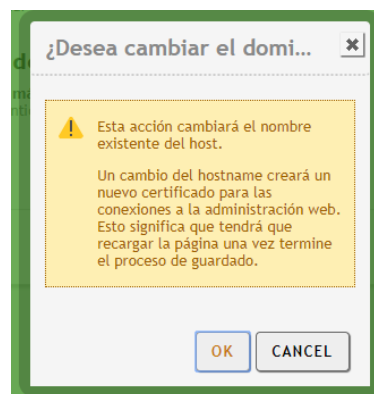 ¿Desea cambiar el domi...
Esta acción cambiará el nombre
existente del host.
Un cambio del hostname creará un
nuevo certificado para las
conexiones a la administración web.
Esto significa que tendrá que
recargar la página una vez termine
el proceso de guardado.
OK CANCEL